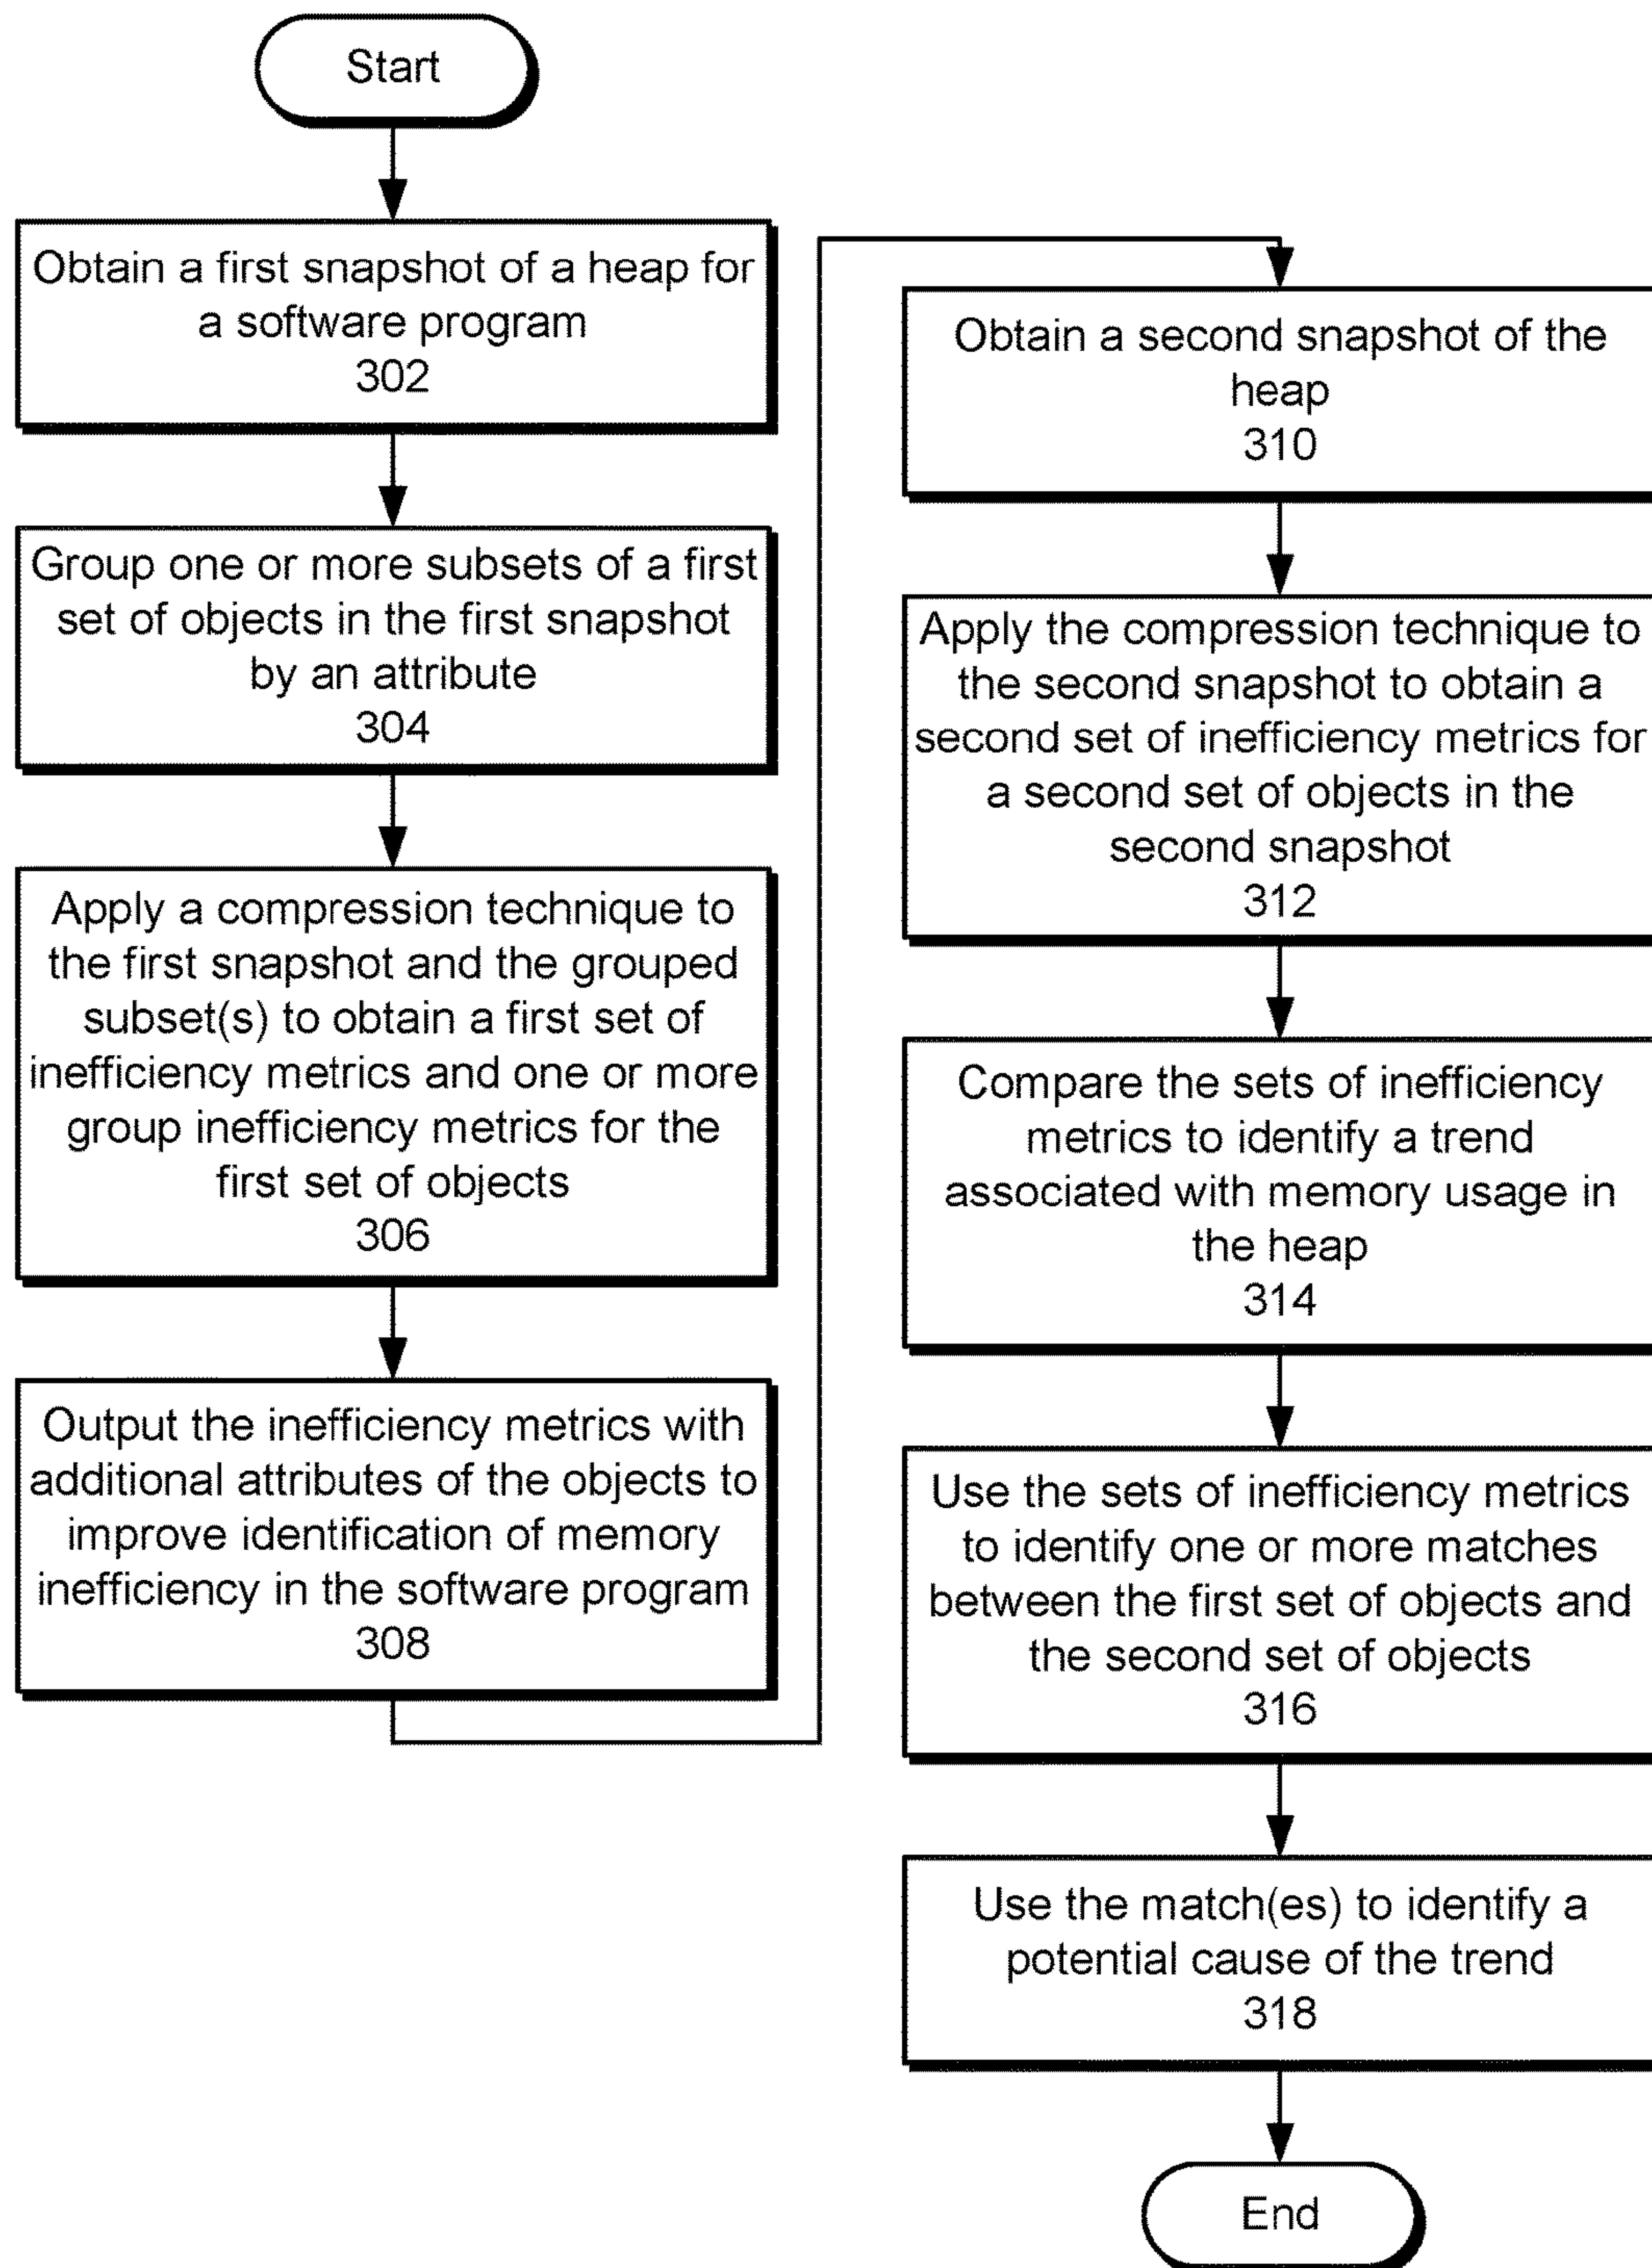 Start
Obtain a first snapshot of a heap for
a software program
302
Group one or more subsets of a first
set of objects in the first snapshot
by an attribute
304
Apply a compression technique to
the first snapshot and the grouped
subset(s) to obtain a first set of
inefficiency metrics and one or more
group inefficiency metrics for the
first set of objects
306
Output the inefficiency metrics with
additional attributes of the objects to
improve identification of memory
inefficiency in the software program
308
Obtain a second snapshot of the
heap
310
Apply the compression technique to
the second snapshot to obtain a
second set of inefficiency metrics for
a second set of objects in the
second snapshot
312
Compare the sets of inefficiency
metrics to identify a trend
associated with memory usage in
the heap
314
Use the sets of inefficiency metrics
to identify one or more matches
between the first set of objects and
the second set of objects
316
Use the match(es) to identify a
potential cause of the trend
318
End